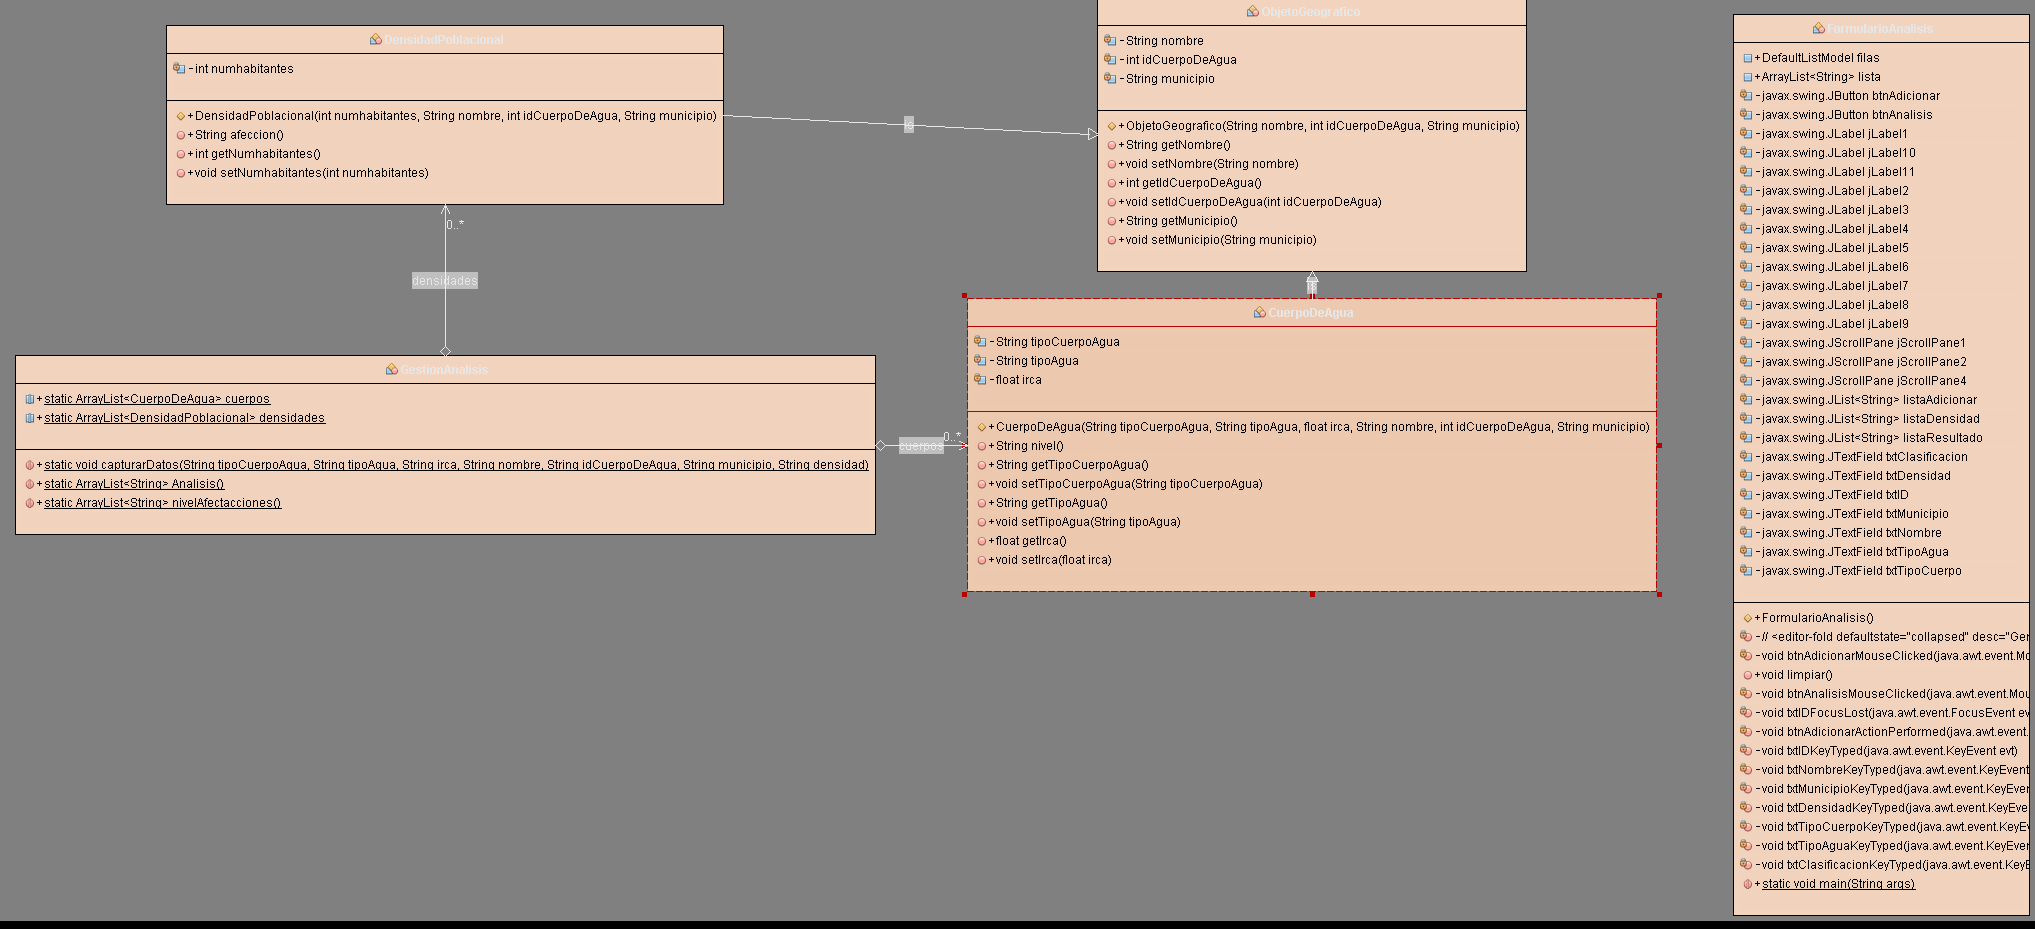 DensidadPoblacional
- int numhabitantes
+ DensidadPoblacional(int numhabitantes, String nombre, int idCuerpoDeAgua, String municipio)
+ String afeccion()
+ int getNumhabitantes()
+ void setNumhabitantes(int numhabitantes)
is
ObjetoGeografico
- String nombre
- int idCuerpoDeAgua
- String municipio
+ ObjetoGeografico(String nombre, int idCuerpoDeAgua, String municipio)
+ String getNombre()
+ void setNombre(String nombre)
+ int getIdCuerpoDeAgua()
+ void setIdCuerpoDeAgua(int idCuerpoDeAgua)
+ String getMunicipio()
+ void setMunicipio(String municipio)
is
0..*
densidades
GestionAnalisis
+ static ArrayList<CuerpoDeAgua> cuerpos
+ static ArrayList<DensidadPoblacional> densidades
+ static void capturarDatos(String tipoCuerpoAgua, String tipoAgua, String irca, String nombre, String idCuerpoDeAgua, String municipio, String densidad)
+ static ArrayList<String> Analisis()
+ static ArrayList<String> nivelAfectacciones()
0..*
cuerpos
CuerpoDeAgua
- String tipoCuerpoAgua
- String tipoAgua
- float irca
+ CuerpoDeAgua(String tipoCuerpoAgua, String tipoAgua, float irca, String nombre, int idCuerpoDeAgua, String municipio)
+ String nivel()
+ String getTipoCuerpoAgua()
+ void setTipoCuerpoAgua(String tipoCuerpoAgua)
+ String getTipoAgua()
+ void setTipoAgua(String tipoAgua)
+ float getIrca()
+ void setIrca(float irca)
FormularioAnalisis
+ DefaultListModel filas
+ ArrayList<String> lista
- javax.swing.JButton btnAdicionar
- javax.swing.JButton btnAnalisis
- javax.swing.JLabel jLabel1
- javax.swing.JLabel jLabel10
- javax.swing.JLabel jLabel11
- javax.swing.JLabel jLabel2
- javax.swing.JLabel jLabel3
- javax.swing.JLabel jLabel4
- javax.swing.JLabel jLabel5
- javax.swing.JLabel jLabel6
- javax.swing.JLabel jLabel7
- javax.swing.JLabel jLabel8
- javax.swing.JLabel jLabel9
- javax.swing.JScrollPane jScrollPane1
- javax.swing.JScrollPane jScrollPane2
- javax.swing.JScrollPane jScrollPane4
- javax.swing.JList<String> listaAdicionar
- javax.swing.JList<String> listaDensidad
- javax.swing.JList<String> listaResultado
- javax.swing.JTextField txtClasificacion
- javax.swing.JTextField txtDensidad
- javax.swing.JTextField txtID
- javax.swing.JTextField txtMunicipio
- javax.swing.JTextField txtNombre
- javax.swing.JTextField txtTipoAgua
- javax.swing.JTextField txtTipoCuerpo
+ FormularioAnalisis()
- // <editor-fold defaultstate="collapsed" desc="Ger
- void btnAdicionarMouseClicked(java.awt.event.Mo
+ void limpiar()
- void btnAnalisisMouseClicked(java.awt.event.Mou
- void txtIDFocusLost(java.awt.event.FocusEvent ev
- void btnAdicionarActionPerformed(java.awt.event.
- void txtIDKeyTyped(java.awt.event.KeyEvent evt)
- void txtNombreKeyTyped(java.awt.event.KeyEvent
- void txtMunicipioKeyTyped(java.awt.event.KeyEver
- void txtDensidadKeyTyped(java.awt.event.KeyEve
- void txtTipoCuerpoKeyTyped(java.awt.event.KeyEv
- void txtTipoAguaKeyTyped(java.awt.event.KeyEver
- void txtClasificacionKeyTyped(java.awt.event.KeyE
+ static void main(String args)